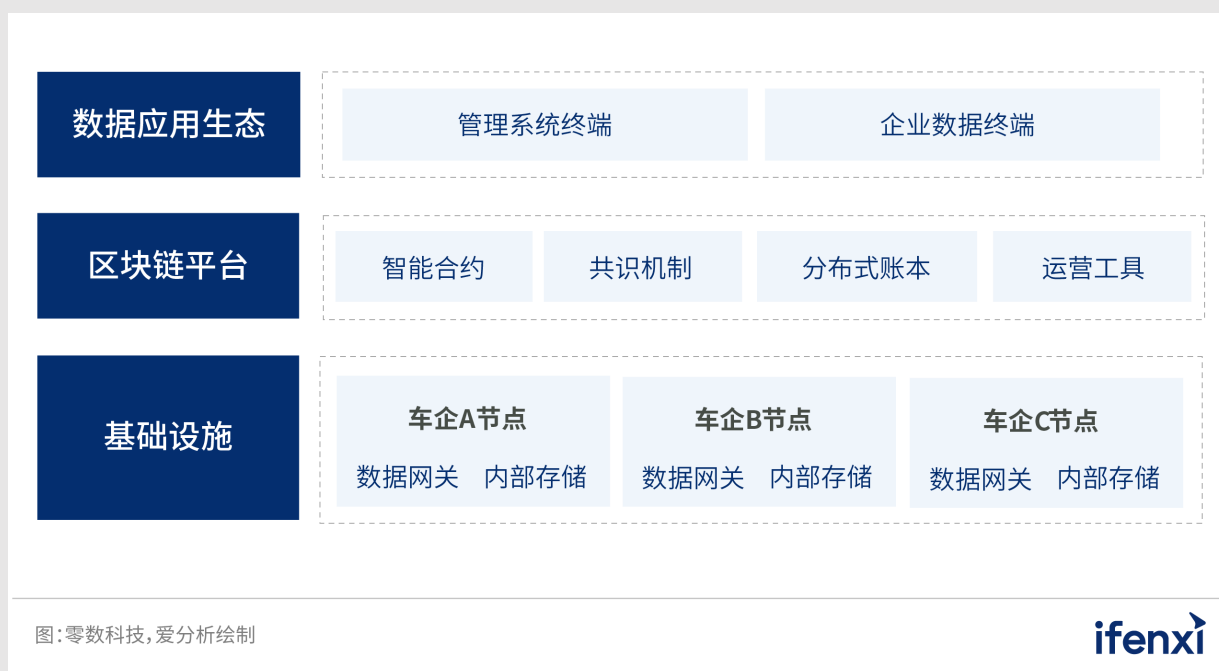 数据应用生态
管理系统终端 企业数据终端
区块链平台
智能合约 共识机制 分布式账本 运营工具
基础设施
车企A节点 车企B节点 车企C节点
数据网关 内部存储 数据网关 内部存储 数据网关 内部存储
图:零数科技,爱分析绘制
ifenxi